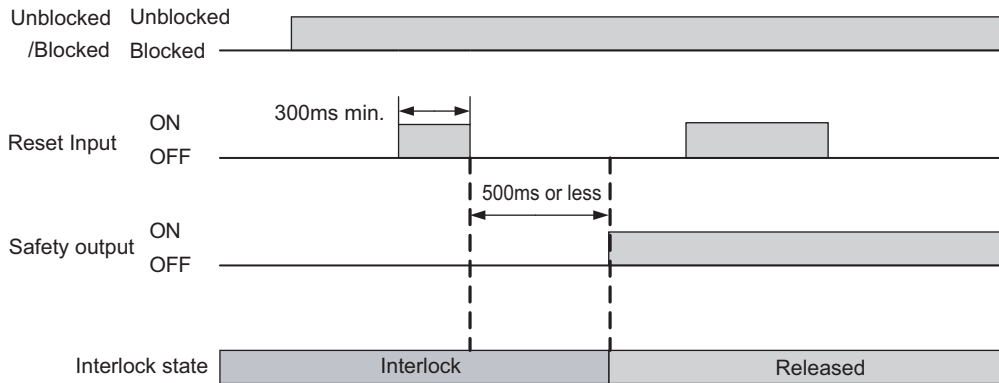 Unblocked Unblocked
/Blocked Blocked
300ms min.
ON
Reset Input
OFF
500ms or less
ON
Safety output
OFF
Interlock state Interlock Released